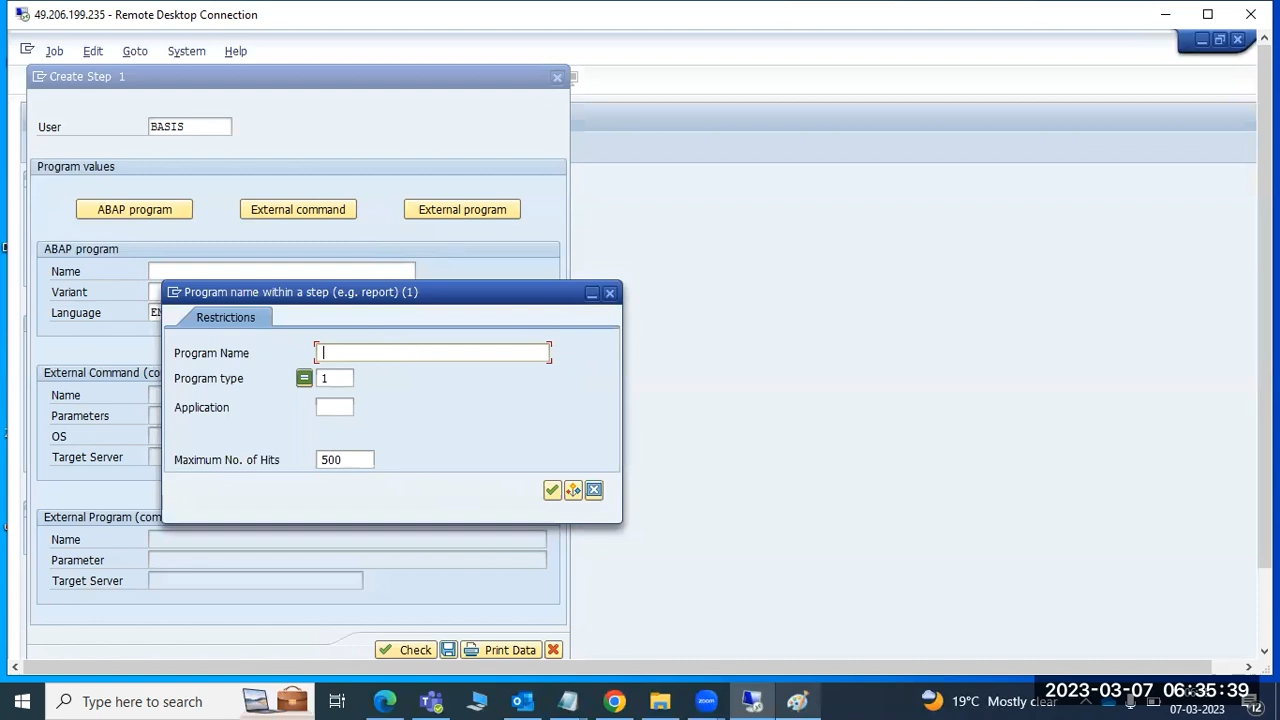 49.206.199.235 - Remote Desktop Connection
Job Edit Goto System Help
Create Step 1
User BASIS
Program values
ABAP program External command External program
ABAP program
Name
Variant
Language
Program name within a step (e.g. report) (1)
Restrictions
Program Name
Program type 1
Application
Maximum No. of Hits 500
External Command (co
Name
Parameters
OS
Target Server
External Program (com
Name
Parameter
Target Server
Check Print Data
Type here to search
19°C Mostly clear
2023-03-07 06:35:39
07-03-2023
12